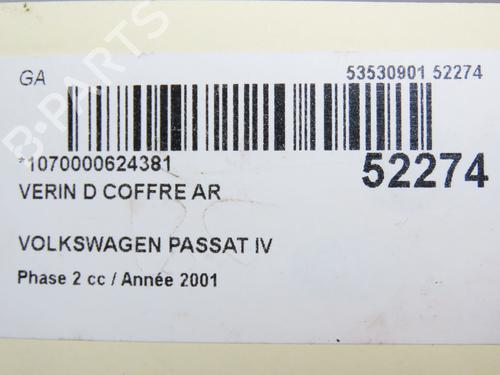 GA
53530901 52274
*1070000624381
52274
VERIN D COFFRE AR
VOLKSWAGEN PASSAT IV
Phase 2 cc / Année 2001
B-PARTS